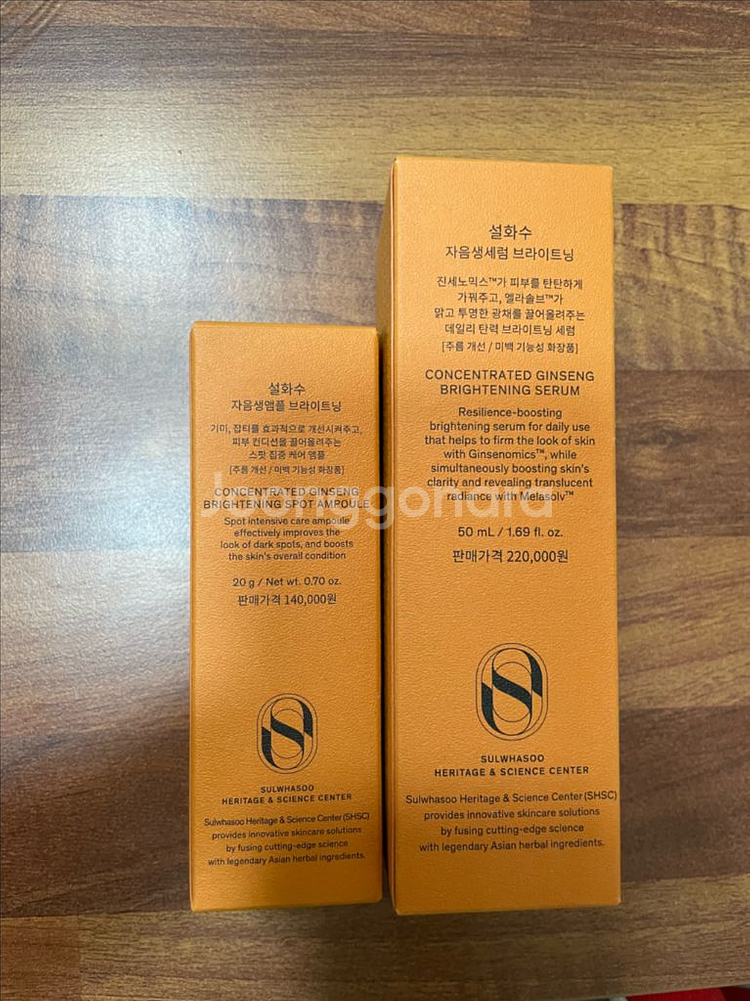 설화수
자음생앰플 브라이트닝
기미, 잡티를 효과적으로 개선시켜주고,
피부 컨디션을 끌어올려주는
스팟 집중 케어 앰플
[주름 개선 / 미백 기능성 화장품]
CONCENTRATED GINSENG
BRIGHTENING SPOT AMPOULE
Spot intensive care ampoule
effectively improves the
look of dark spots, and boosts
the skin's overall condition
20 g / Net wt. 0.70 oz.
판매가격 140,000원
SULWHASOO
HERITAGE & SCIENCE CENTER
Sulwhasoo Heritage & Science Center (SHSC)
provides innovative skincare solutions
by fusing cutting-edge science
with legendary Asian herbal ingredients.
설화수
자음생세럼 브라이트닝
진세노믹스™가 피부를 탄탄하게
가꿔주고, 멜라솔브™가
맑고 투명한 광채를 끌어올려주는
데일리 탄력 브라이트닝 세럼
[주름 개선 / 미백 기능성 화장품]
CONCENTRATED GINSENG
BRIGHTENING SERUM
Resilience-boosting
brightening serum for daily use
that helps to firm the look of skin
with Ginsenomics™, while
simultaneously boosting skin's
clarity and revealing translucent
radiance with Melasolv™
50 mL / 1.69 fl. oz.
판매가격 220,000원
SULWHASOO
HERITAGE & SCIENCE CENTER
Sulwhasoo Heritage & Science Center (SHSC)
provides innovative skincare solutions
by fusing cutting-edge science
with legendary Asian herbal ingredients.
Joonggonara